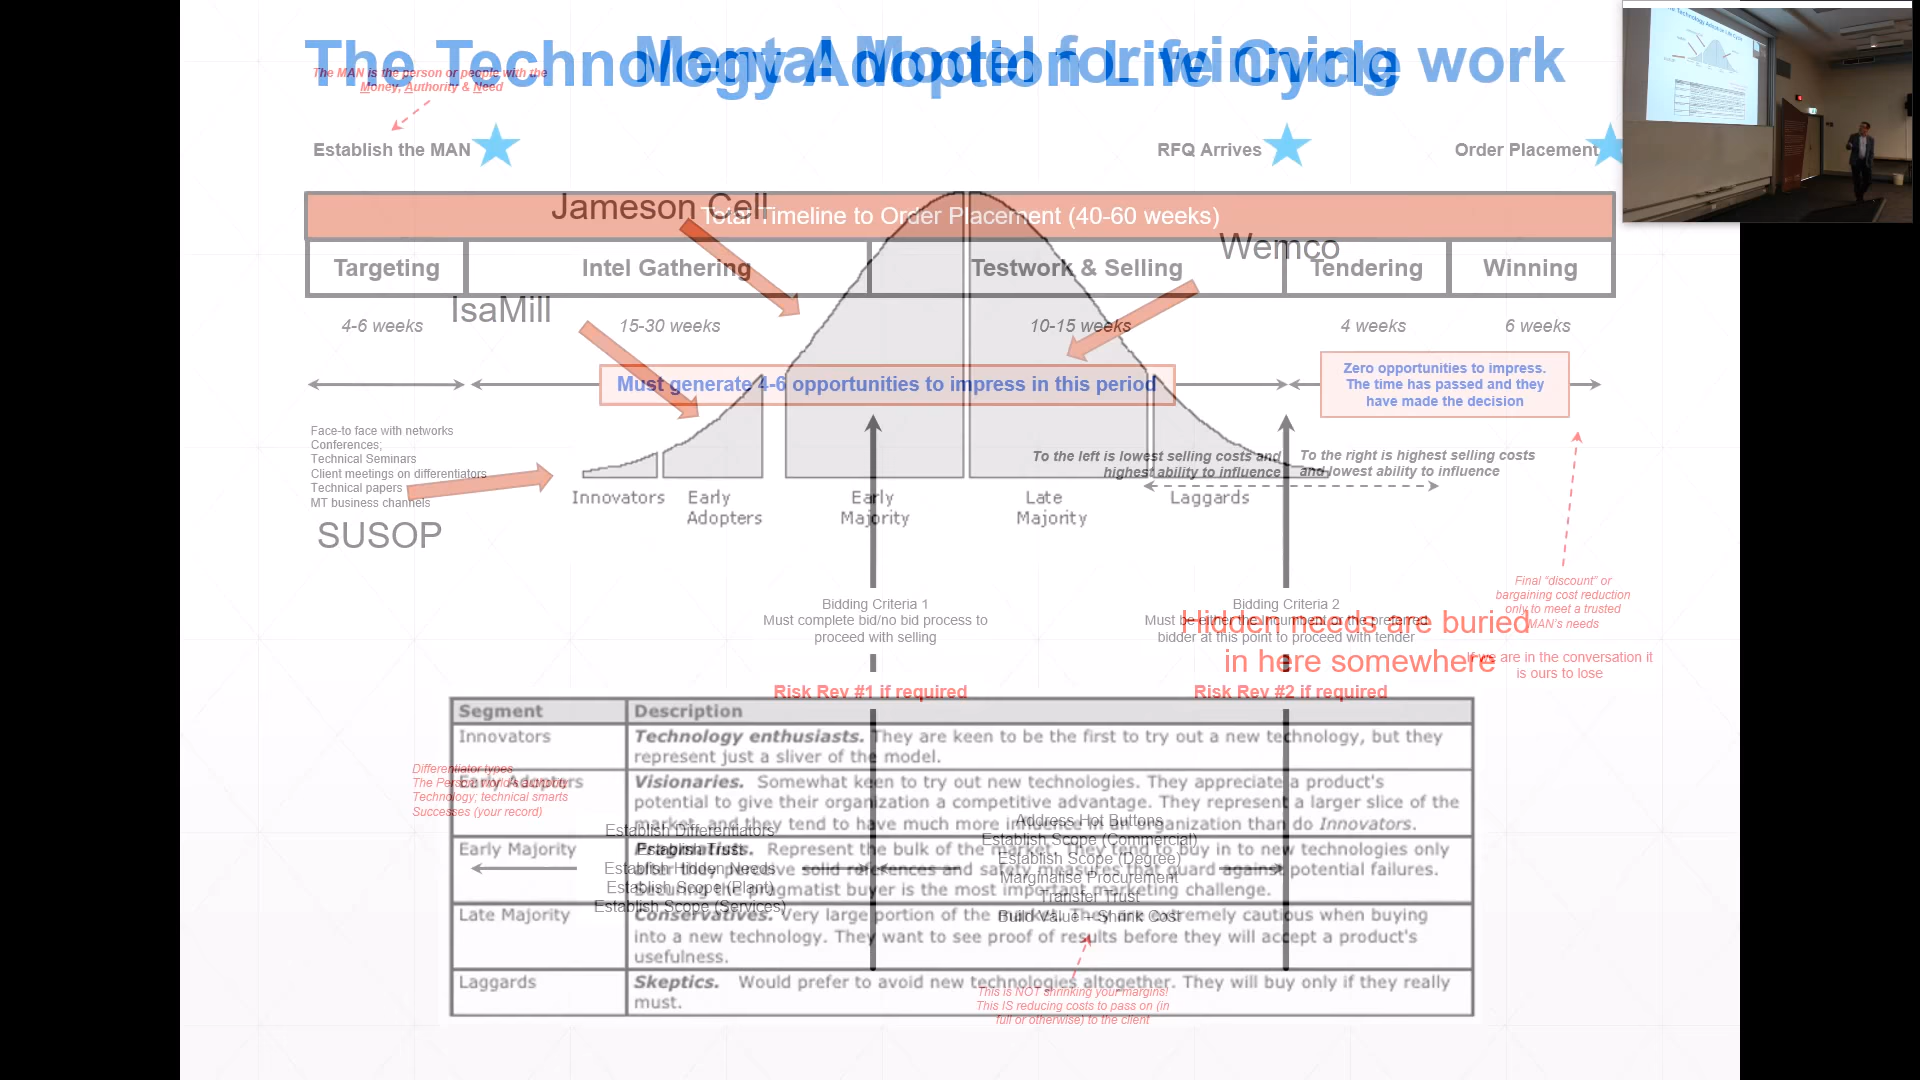 The Technology Adoption Life Cycle
Mental Model for winning work
The MAN is the person or people with the
Money, Authority & Need
Establish the MAN
RFQ Arrives
Order Placement
Total Timeline to Order Placement (40-60 weeks)
Targeting
Intel Gathering
Testwork & Selling
Tendering
Winning
4-6 weeks
15-30 weeks
10-15 weeks
4 weeks
6 weeks
Jameson Cell
Wemco
IsaMill
SUSOP
Must generate 4-6 opportunities to impress in this period
Zero opportunities to impress.
The time has passed and they
have made the decision
Face-to face with networks
Conferences;
Technical Seminars
Client meetings on differentiators
Technical papers
MT business channels
To the left is lowest selling costs and
highest ability to influence
To the right is highest selling costs
and lowest ability to influence
Innovators
Early
Adopters
Early
Majority
Late
Majority
Laggards
Bidding Criteria 1
Must complete bid/no bid process to
proceed with selling
Bidding Criteria 2
Must be either the Incumbent or the preferred
bidder at this point to proceed with tender
Hidden needs are buried
in here somewhere
Final “discount” or
bargaining cost reduction
only to meet a trusted
MAN’s needs
If we are in the conversation it
is ours to lose
Risk Rev #1 if required
Risk Rev #2 if required
Segment
Description
Innovators
Technology enthusiasts. They are keen to be the first to try out a new technology, but they
represent just a sliver of the model.
Early Adopters
Visionaries. Somewhat keen to try out new technologies. They appreciate a product's
potential to give their organization a competitive advantage. They represent a larger slice of the
market, and they tend to have much more influence in an organization than do Innovators.
Early Majority
Pragmatists. Represent the bulk of the market. They tend to buy in to new technologies only
after they perceive solid references and safety measures that guard against potential failures.
Securing the pragmatist buyer is the most important marketing challenge.
Late Majority
Conservatives. Very large portion of the market. They are extremely cautious when buying
into a new technology. They want to see proof of results before they will accept a product's
usefulness.
Laggards
Skeptics. Would prefer to avoid new technologies altogether. They will buy only if they really
must.
Differentiator types
The Person
Technology; technical smarts
Successes (your record)
Establish Differentiators
Establish Trust
Establish Hidden Needs
Establish Scope (Plant)
Establish Scope (Services)
Address Hot Buttons
Establish Scope (Commercial)
Establish Scope (Degree)
Marginalise Procurement
Transfer Trust
Build Value – Shrink Cost
This is NOT shrinking your margins!
This IS reducing costs to pass on (in
full or otherwise) to the client